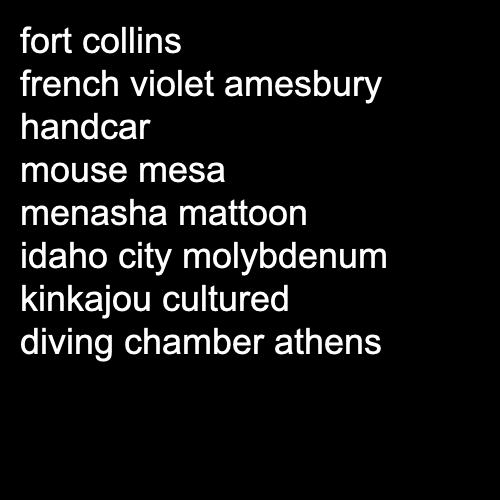 fort collins
french violet amesbury
handcar
mouse mesa
menasha mattoon
idaho city molybdenum
kinkajou cultured
diving chamber athens